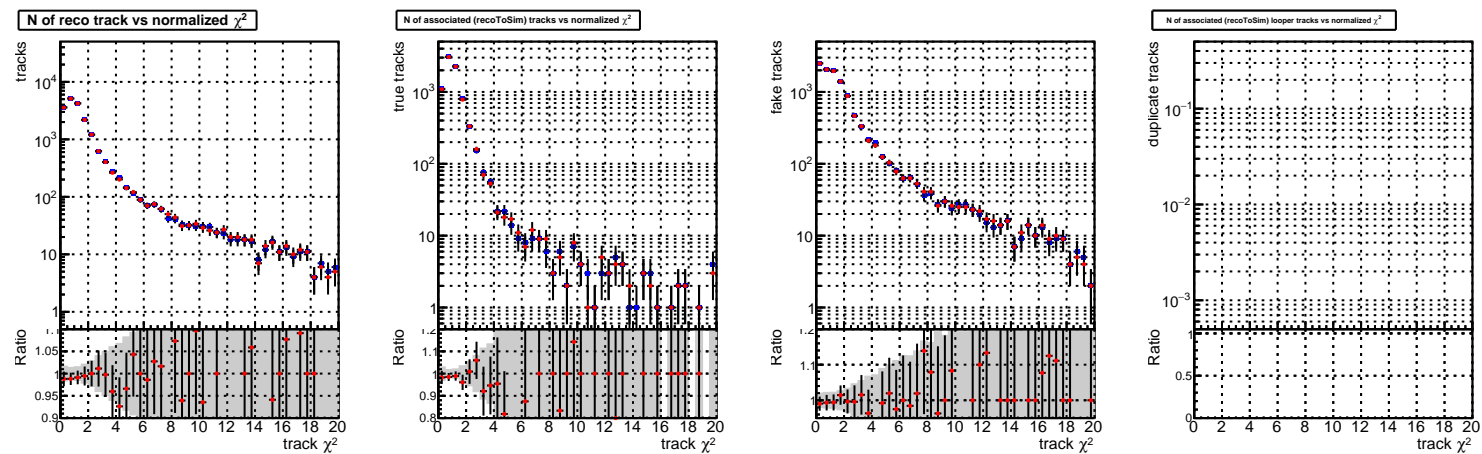 N of reco track vs normalized χ²
tracks
10⁴
10³
10²
10
1
Ratio
1.1
1.05
1
0.95
0.9
0 2 4 6 8 10 12 14 16 18 20
track χ²
N of associated (recoToSim) tracks vs normalized χ²
true tracks
10³
10²
10
1
Ratio
1.2
1.1
1
0.9
0.8
0 2 4 6 8 10 12 14 16 18 20
track χ²
fake tracks
10³
10²
10
1
Ratio
1.2
1.1
1
0 2 4 6 8 10 12 14 16 18 20
track χ²
N of associated (recoToSim) looper tracks vs normalized χ²
duplicate tracks
10⁻¹
10⁻²
10⁻³
Ratio
1
0.5
0
0 2 4 6 8 10 12 14 16 18 20
track χ²